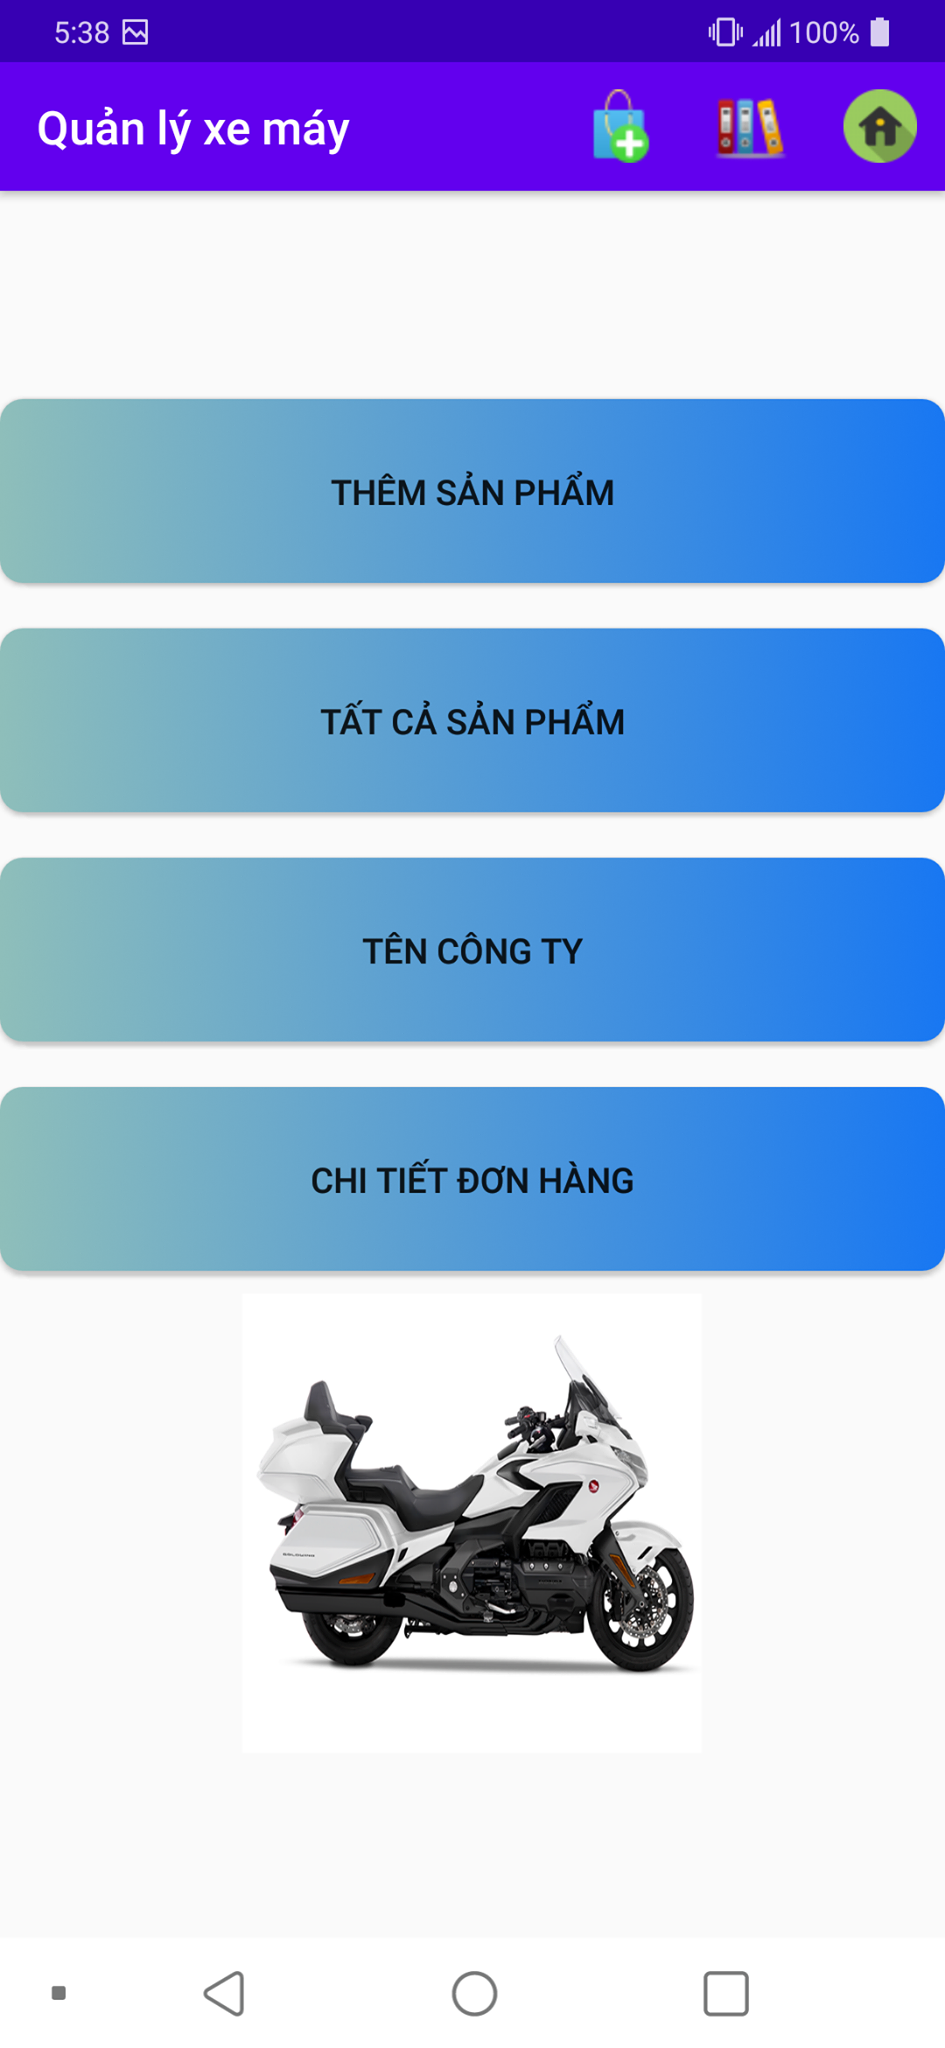 5:38 100%
Quản lý xe máy
THÊM SẢN PHẨM
TẤT CẢ SẢN PHẨM
TÊN CÔNG TY
CHI TIẾT ĐƠN HÀNG